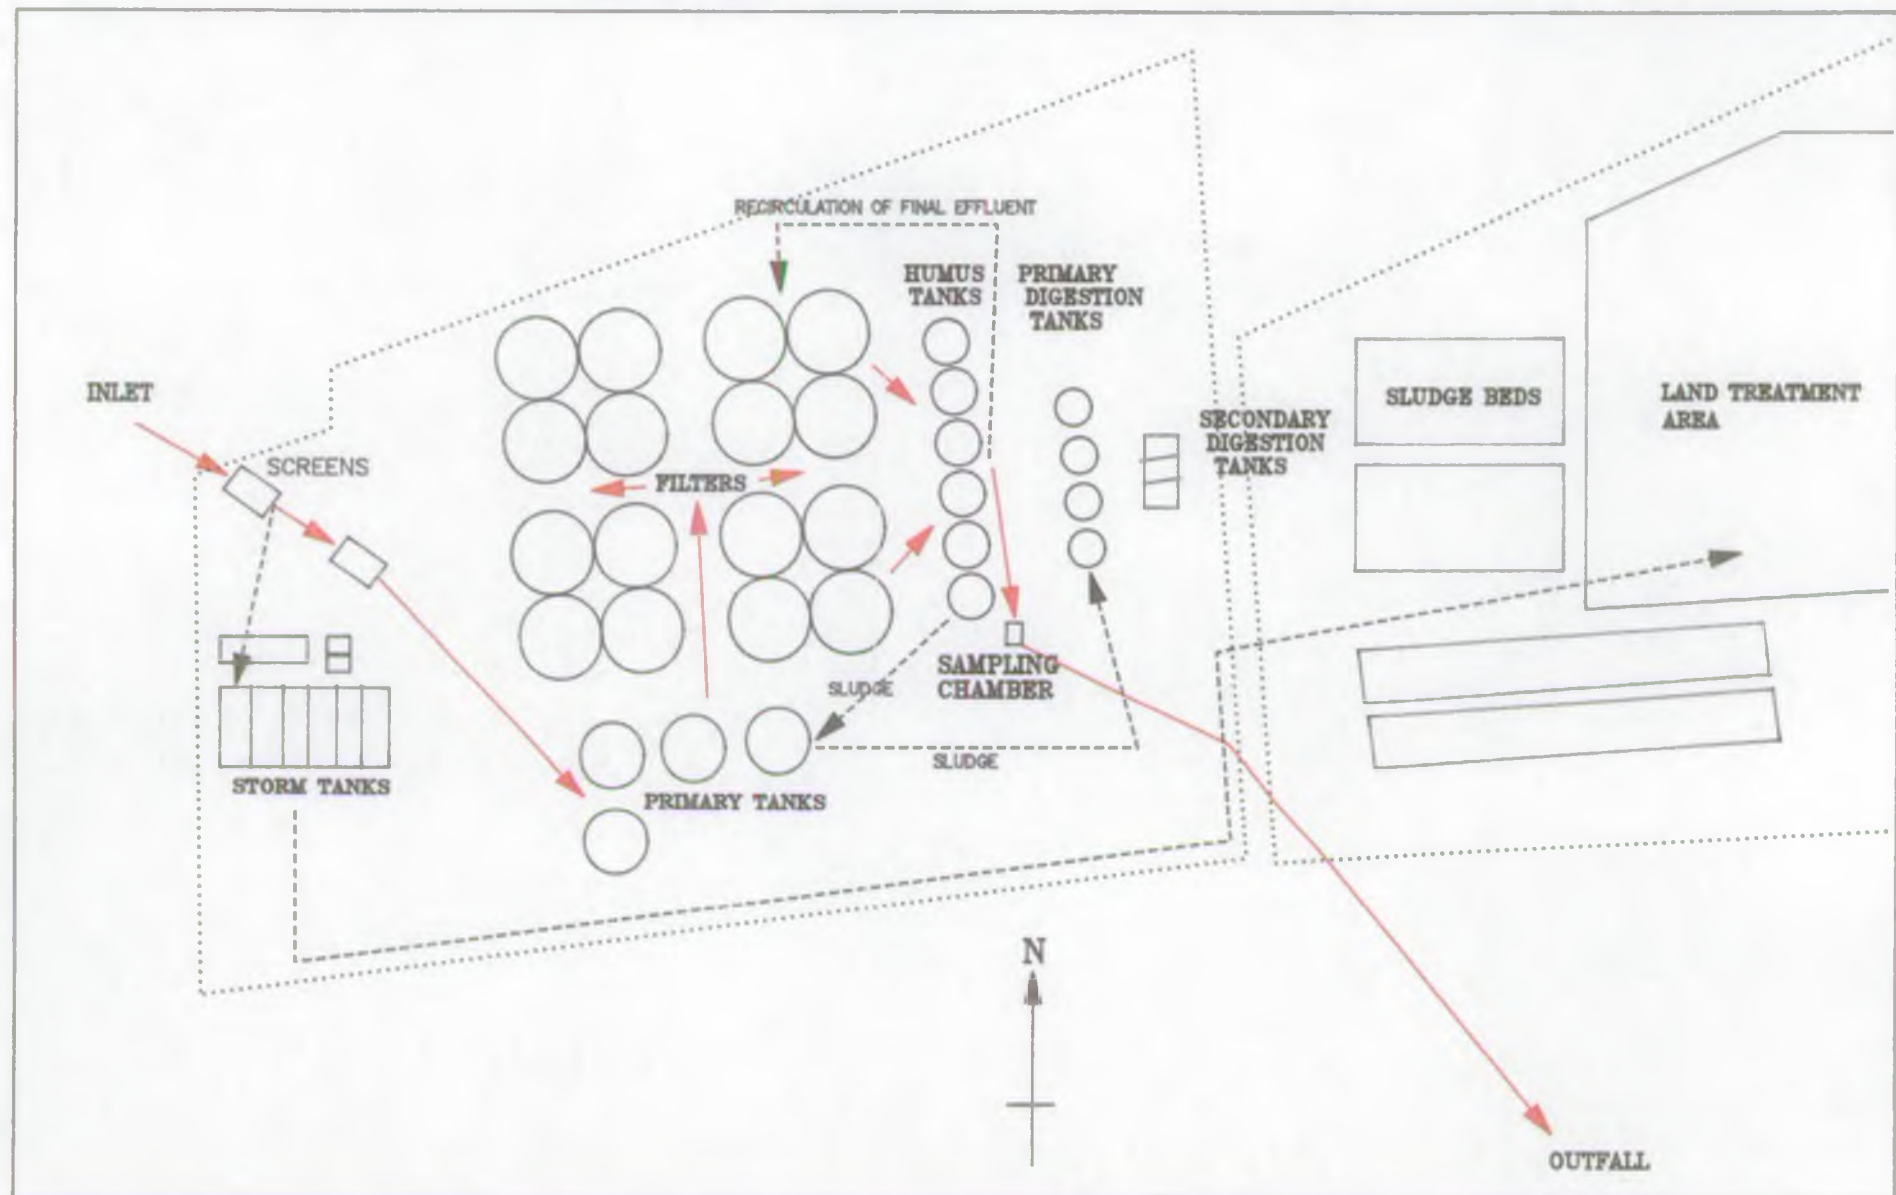 RECIRCULATION OF FINAL EFFLUENT
HUMUS
TANKS
PRIMARY
DIGESTION
TANKS
INLET
SCREENS
SECONDARY
DIGESTION
TANKS
SLUDGE BEDS
LAND TREATMENT
AREA
FILTERS
SAMPLING
CHAMBER
SLUDGE
SLUDGE
STORM TANKS
PRIMARY TANKS
N
OUTFALL